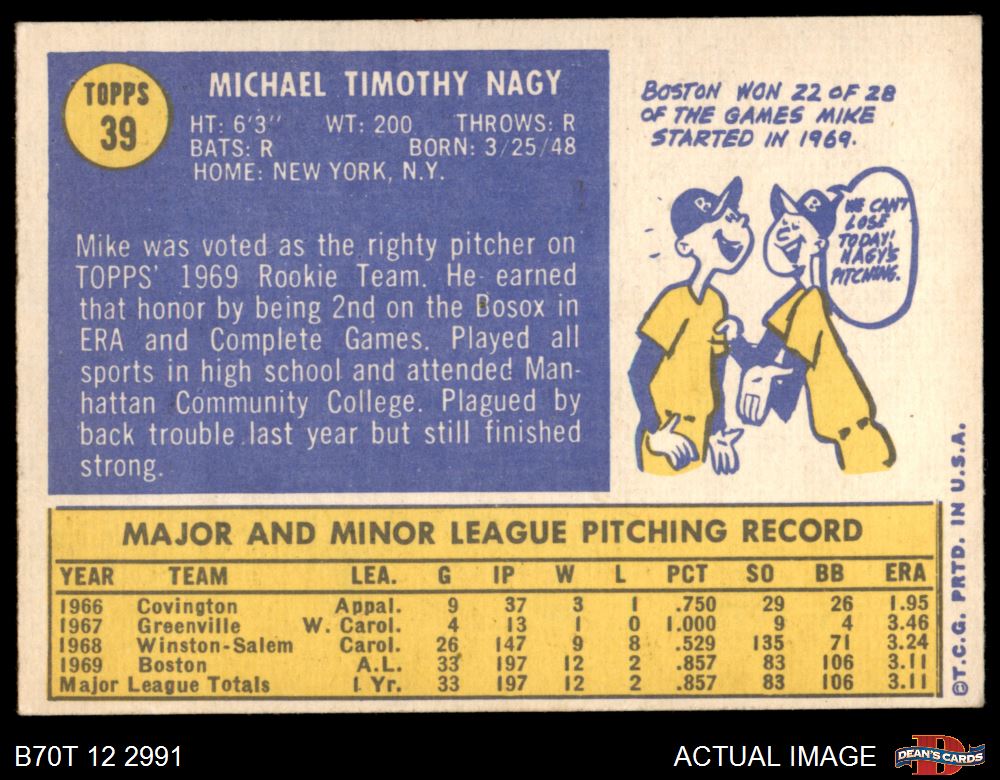 TOPPS
39
MICHAEL TIMOTHY NAGY
HT: 6'3" WT: 200 THROWS: R
BATS: R BORN: 3/25/48
HOME: NEW YORK, N.Y.
Mike was voted as the righty pitcher on
TOPPS' 1969 Rookie Team. He earned
that honor by being 2nd on the Bosox in
ERA and Complete Games. Played all
sports in high school and attended Man-
hattan Community College. Plagued by
back trouble last year but still finished
strong.
BOSTON WON 22 OF 28
OF THE GAMES MIKE
STARTED IN 1969.
B
B
WE CAN'T
LOSE
TODAY!
NAGY'S
PITCHING.
MAJOR AND MINOR LEAGUE PITCHING RECORD
YEAR TEAM LEA. G IP W L PCT SO BB ERA
1966 Covington Appal. 9 37 3 1 .750 29 26 1.95
1967 Greenville W. Carol. 4 13 1 0 1.000 9 4 3.46
1968 Winston-Salem Carol. 26 147 9 8 .529 135 71 3.24
1969 Boston A.L. 33 197 12 2 .857 83 106 3.11
Major League Totals 1 Yr. 33 197 12 2 .857 83 106 3.11
©T.C.G. PRTD. IN U.S.A.
B70T 12 2991
ACTUAL IMAGE
B
DEAN'S CARDS